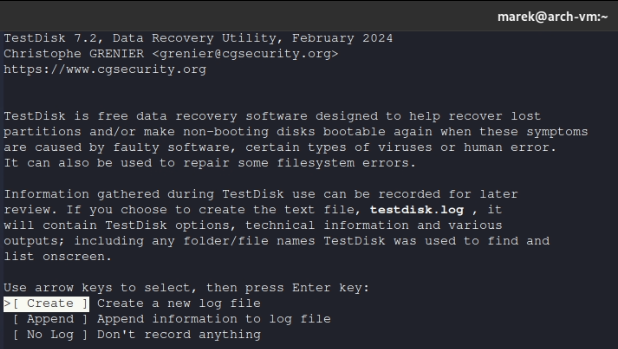 marek@arch-vm:~
TestDisk 7.2, Data Recovery Utility, February 2024
Christophe GRENIER <grenier@cgsecurity.org>
https://www.cgsecurity.org
TestDisk is free data recovery software designed to help recover lost
partitions and/or make non-booting disks bootable again when these symptoms
are caused by faulty software, certain types of viruses or human error.
It can also be used to repair some filesystem errors.
Information gathered during TestDisk use can be recorded for later
review. If you choose to create the text file, testdisk.log , it
will contain TestDisk options, technical information and various
outputs; including any folder/file names TestDisk was used to find and
list onscreen.
Use arrow keys to select, then press Enter key:
>[ Create ] Create a new log file
[ Append ] Append information to log file
[ No Log ] Don't record anything